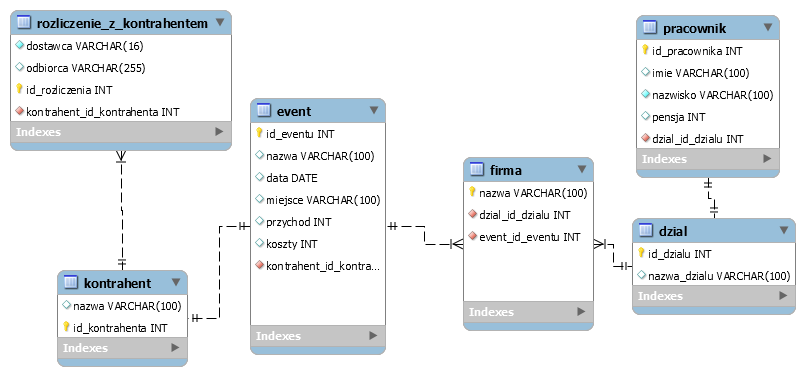 rozliczenie_z_kontrahentem
dostawca VARCHAR(16)
odbiorca VARCHAR(255)
id_rozliczenia INT
kontrahent_id_kontrahenta INT
Indexes
kontrahent
nazwa VARCHAR(100)
id_kontrahenta INT
Indexes
event
id_eventu INT
nazwa VARCHAR(100)
data DATE
miejsce VARCHAR(100)
przychod INT
koszty INT
kontrahent_id_kontra...
Indexes
firma
nazwa VARCHAR(100)
dzial_id_dzialu INT
event_id_eventu INT
Indexes
pracownik
id_pracownika INT
imie VARCHAR(100)
nazwisko VARCHAR(100)
pensja INT
dzial_id_dzialu INT
Indexes
dzial
id_dzialu INT
nazwa_dzialu VARCHAR(100)
Indexes